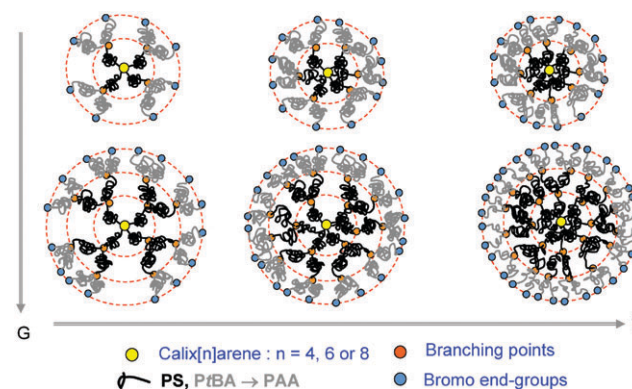 G
Calix[n]arene : n = 4, 6 or 8
Branching points
PS, PtBA → PAA
Bromo end-groups